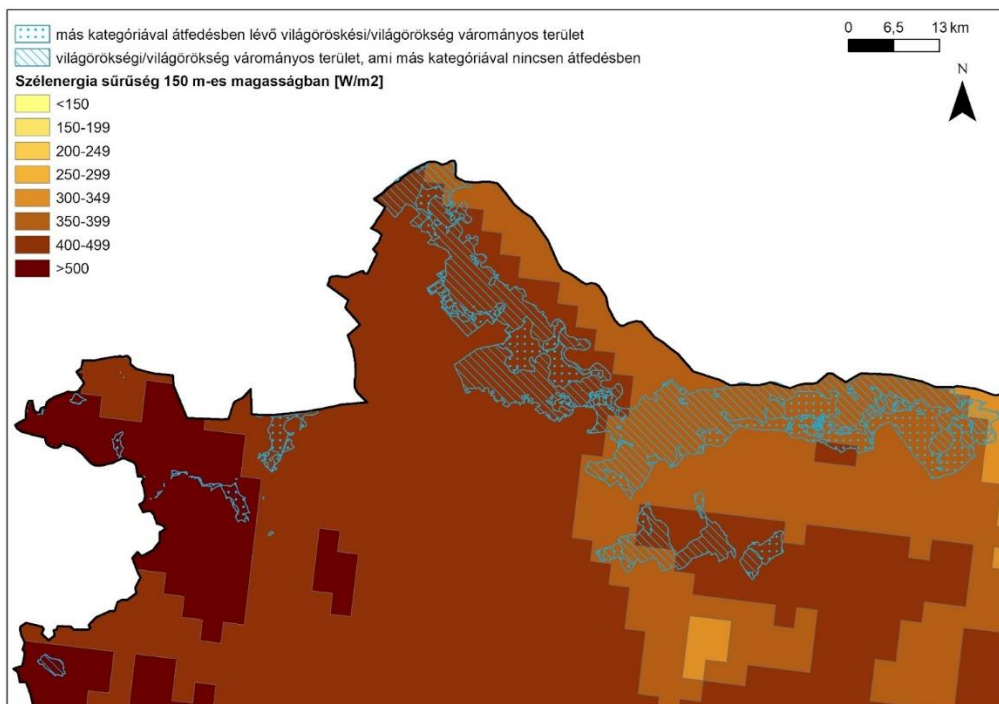 más kategóriával átfedésben lévő világöröskési/világörökség várományos terület
világörökségi/világörökség várományos terület, ami más kategóriával nincsen átfedésben
Szélenergia sűrűség 150 m-es magasságban [W/m2]
<150
150-199
200-249
250-299
300-349
350-399
400-499
>500
0 6,5 13 km
N